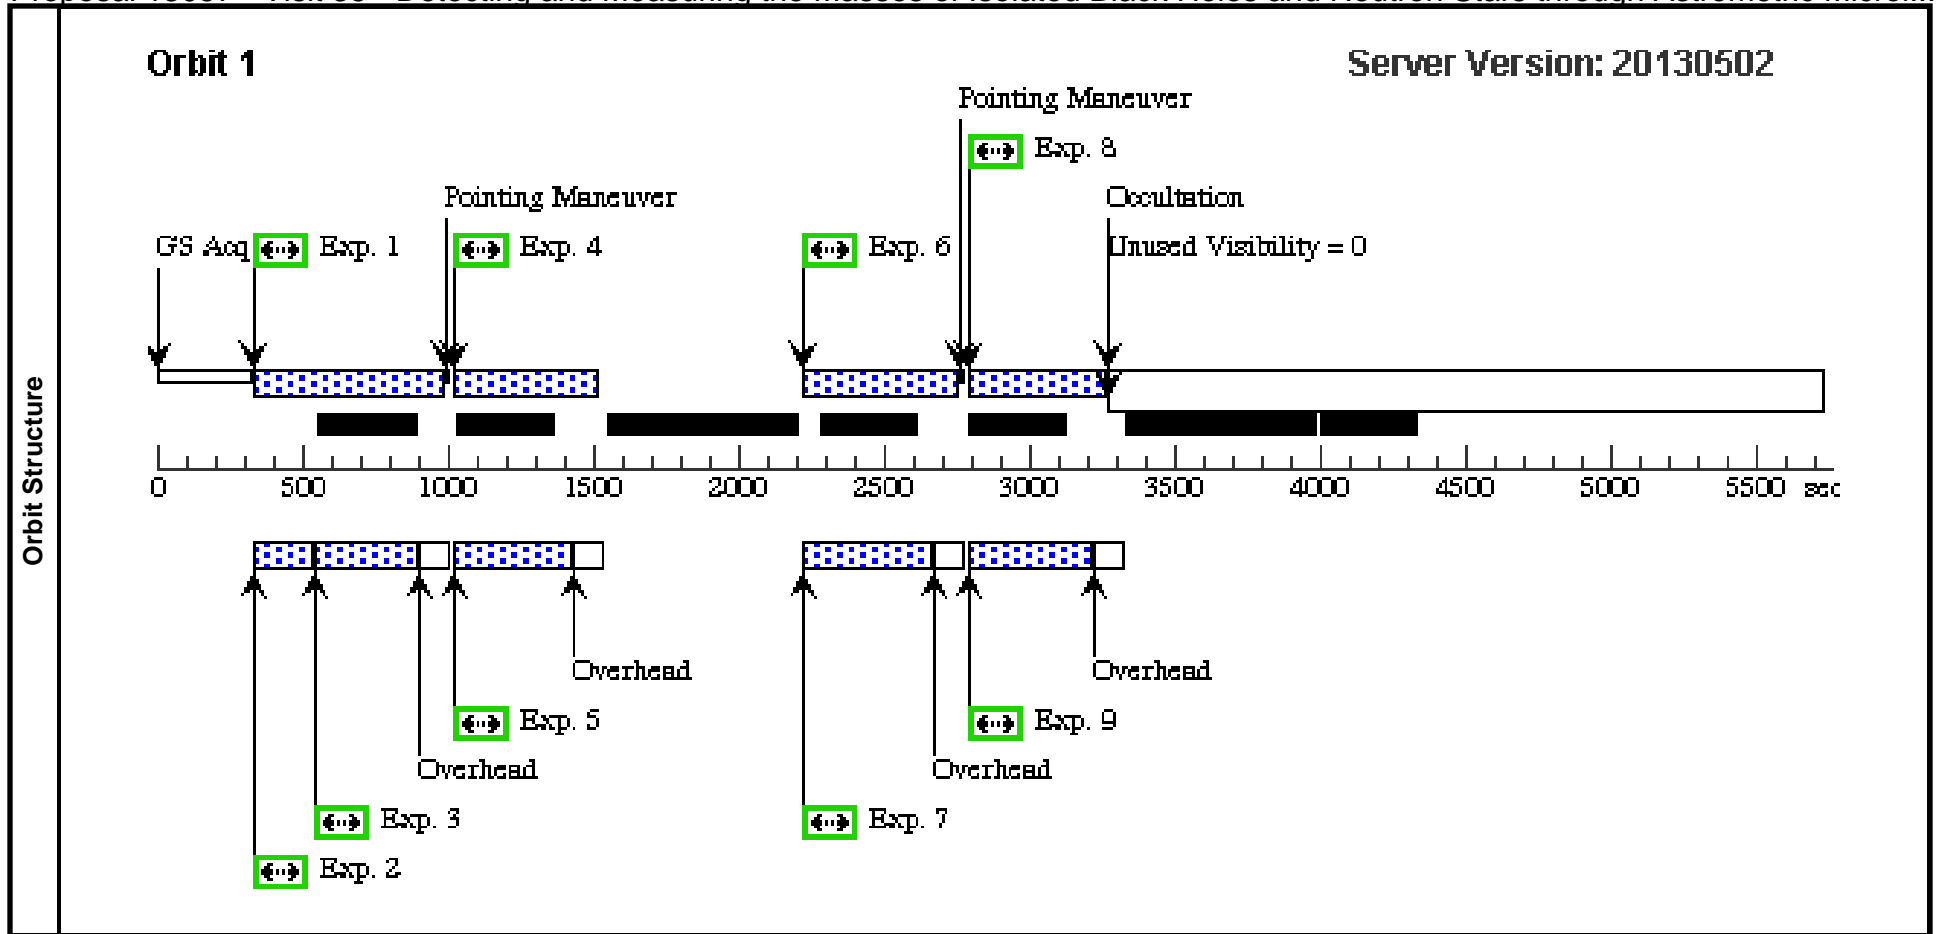 Orbit 1
Server Version: 20130502
Pointing Maneuver
Exp. 8
Pointing Maneuver
Occultation
GS Acq
Exp. 1
Exp. 4
Exp. 6
Unused Visibility = 0
Orbit Structure
0 500 1000 1500 2000 2500 3000 3500 4000 4500 5000 5500 sec
Overhead
Overhead
Exp. 5
Exp. 9
Overhead
Overhead
Exp. 3
Exp. 7
Exp. 2